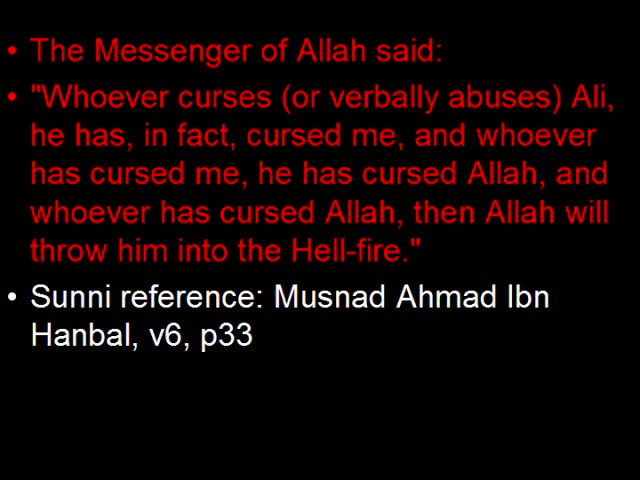 • The Messenger of Allah said:
• "Whoever curses (or verbally abuses) Ali,
he has, in fact, cursed me, and whoever
has cursed me, he has cursed Allah, and
whoever has cursed Allah, then Allah will
throw him into the Hell-fire."
• Sunni reference: Musnad Ahmad Ibn
Hanbal, v6, p33